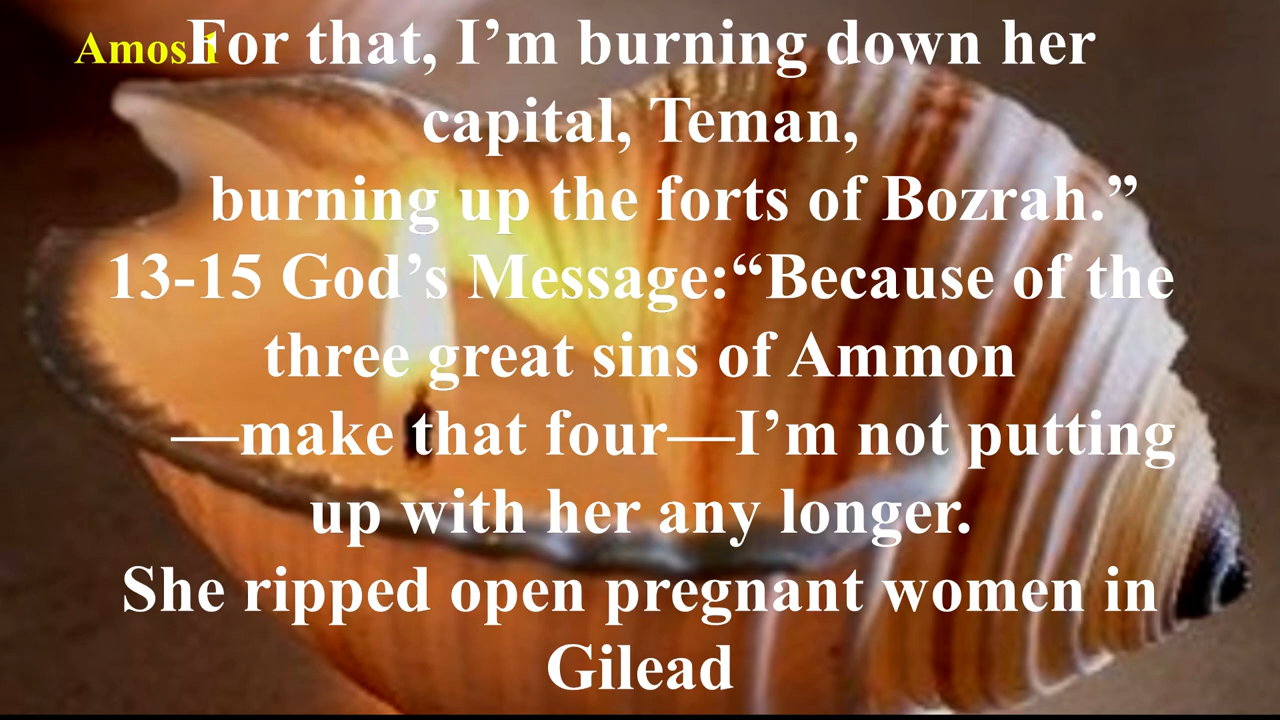 Amos 1
For that, I’m burning down her
capital, Teman,
burning up the forts of Bozrah.”
13-15 God’s Message:“Because of the
three great sins of Ammon
—make that four—I’m not putting
up with her any longer.
She ripped open pregnant women in
Gilead